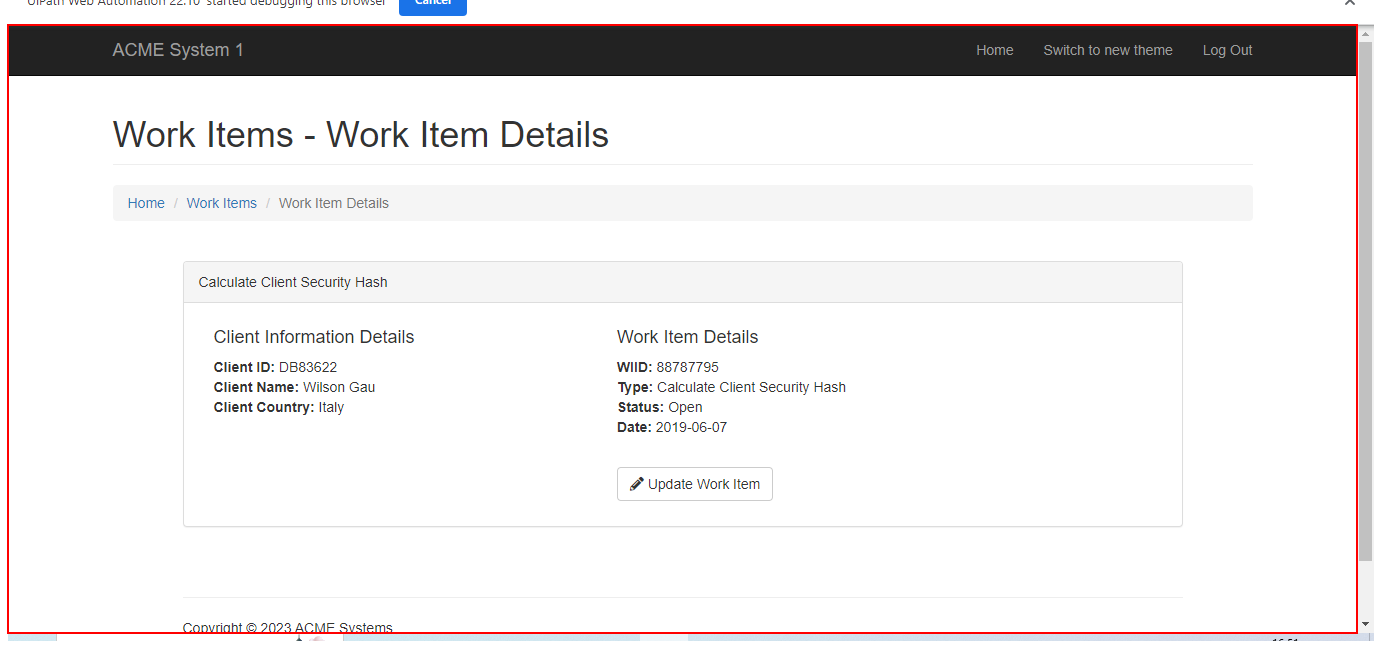 UiPath Web Automation 22.10 started debugging this browser Cancel
ACME System 1 Home Switch to new theme Log Out
Work Items - Work Item Details
Home / Work Items / Work Item Details
Calculate Client Security Hash
Client Information Details
Client ID: DB83622
Client Name: Wilson Gau
Client Country: Italy
Work Item Details
WIID: 88787795
Type: Calculate Client Security Hash
Status: Open
Date: 2019-06-07
Update Work Item
Copyright © 2023 ACME Systems